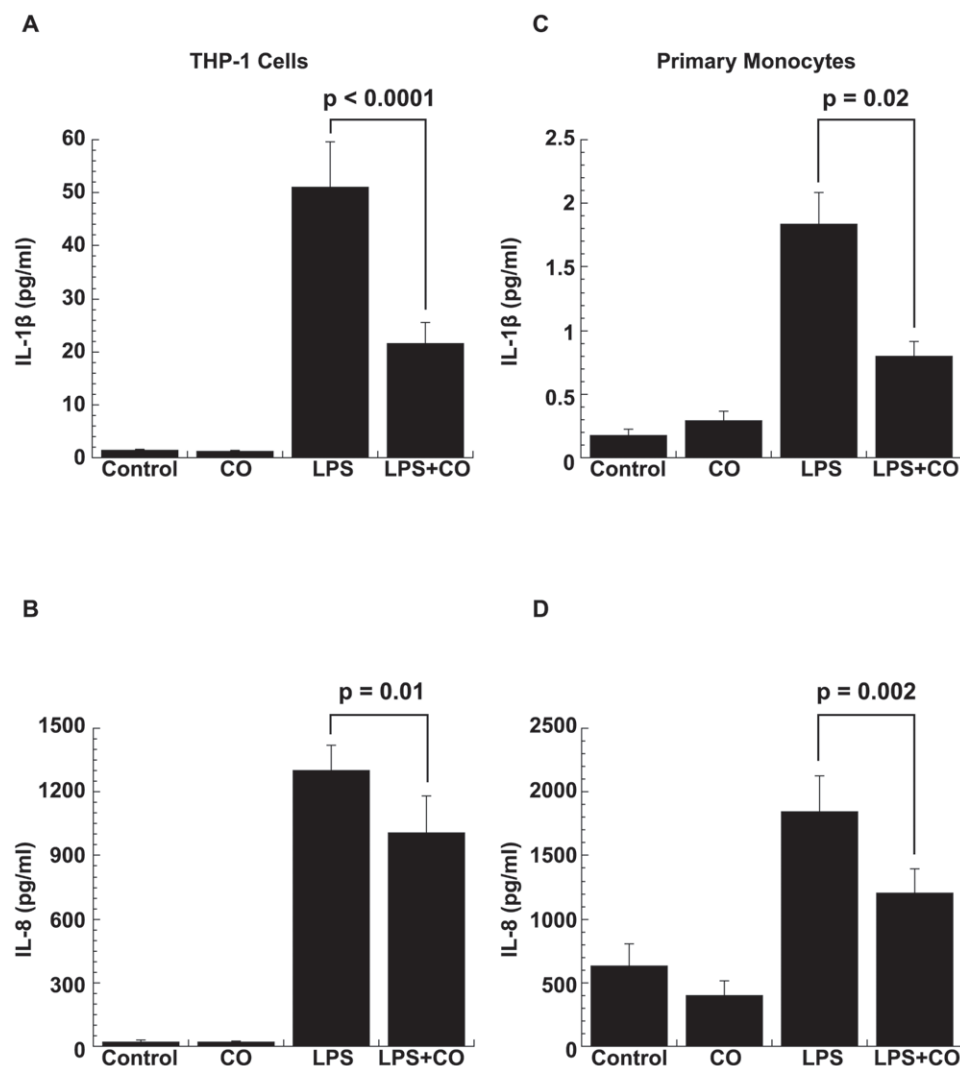 A
THP-1 Cells
p < 0.0001
IL-1β (pg/ml)
60
50
40
30
20
10
0
Control CO LPS LPS+CO
C
Primary Monocytes
p = 0.02
IL-1β (pg/ml)
2.5
2
1.5
1
0.5
0
Control CO LPS LPS+CO
B
p = 0.01
IL-8 (pg/ml)
1500
1200
900
600
300
0
Control CO LPS LPS+CO
D
p = 0.002
IL-8 (pg/ml)
2500
2000
1500
1000
500
0
Control CO LPS LPS+CO